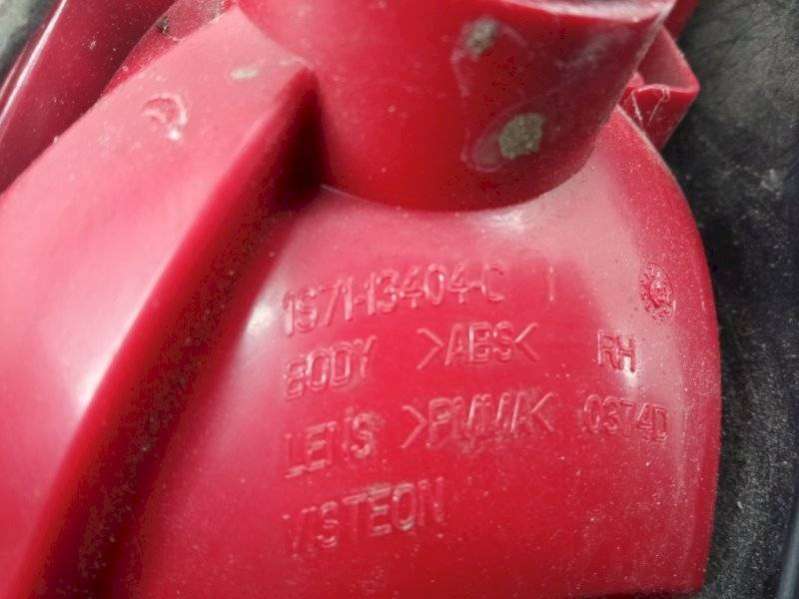 1S71-13404-C
BODY >ABS< RH
LENS >PMMA< 0374D
VISTEON